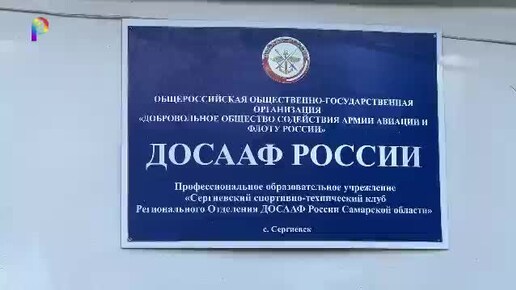 ОБЩЕРОССИЙСКАЯ ОБЩЕСТВЕННО-ГОСУДАРСТВЕННАЯ
ОРГАНИЗАЦИЯ
«ДОБРОВОЛЬНОЕ ОБЩЕСТВО СОДЕЙСТВИЯ АРМИИ АВИАЦИИ И
ФЛОТУ РОССИИ»
ДОСААФ РОССИИ
Профессиональное образовательное учреждение
«Сергиевский спортивно-технический клуб
Регионального Отделения ДОСААФ России Самарской области»
с. Сергиевск